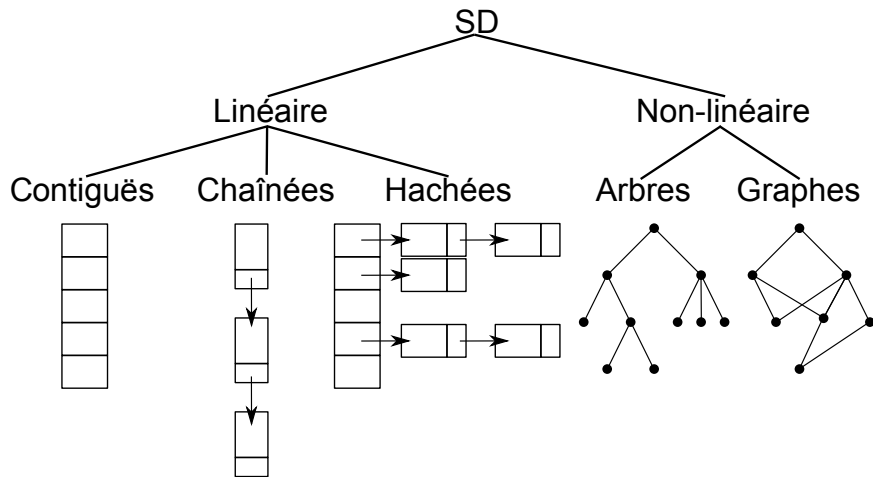 SD
Linéaire
Non-linéaire
Contiguës
Chaînées
Hachées
Arbres
Graphes